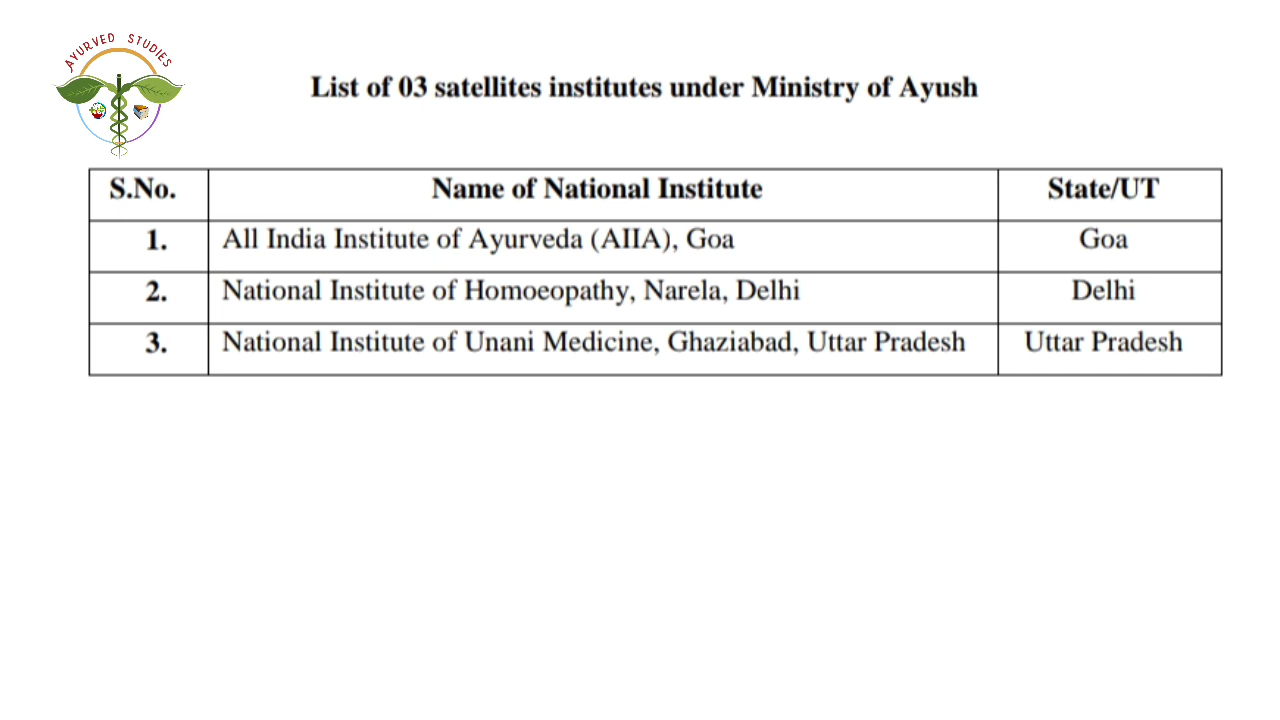 AYURVED STUDIES
List of 03 satellites institutes under Ministry of Ayush
S.No. Name of National Institute State/UT
1. All India Institute of Ayurveda (AIIA), Goa Goa
2. National Institute of Homoeopathy, Narela, Delhi Delhi
3. National Institute of Unani Medicine, Ghaziabad, Uttar Pradesh Uttar Pradesh